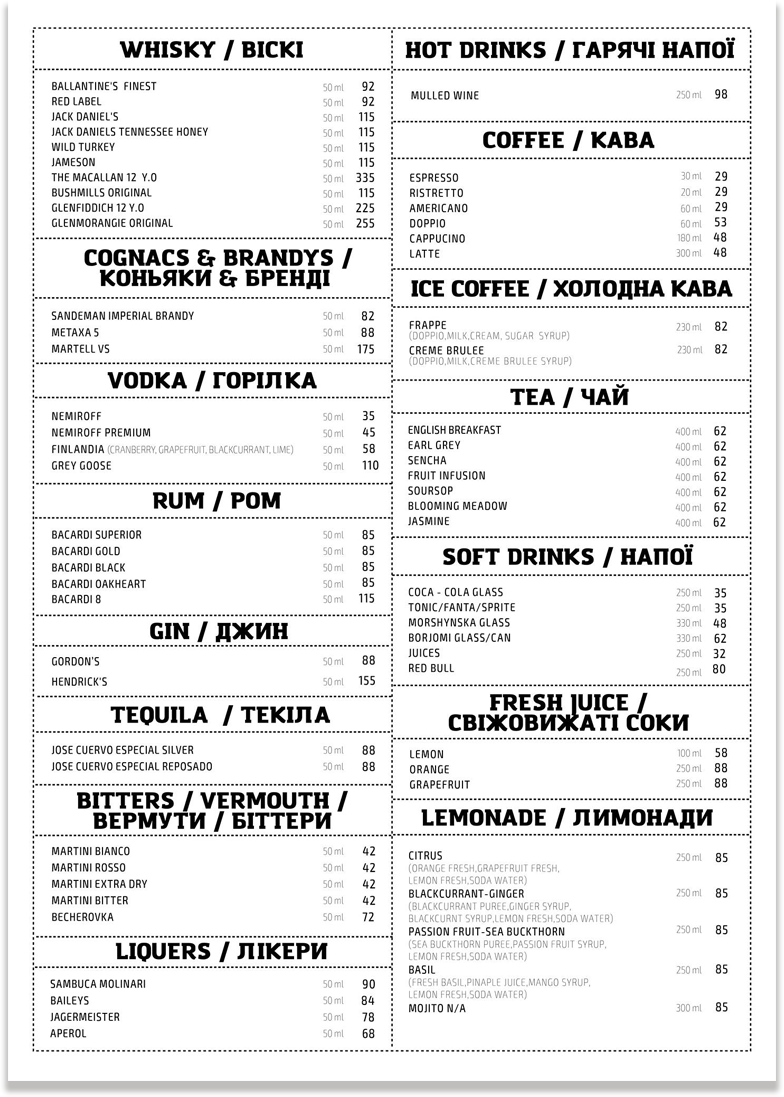 WHISKY / ВІСКІ
BALLANTINE'S FINEST 50 ml 92
RED LABEL 50 ml 92
JACK DANIEL'S 50 ml 115
JACK DANIELS TENNESSEE HONEY 50 ml 115
WILD TURKEY 50 ml 115
JAMESON 50 ml 115
THE MACALLAN 12 Y.O 50 ml 335
BUSHMILLS ORIGINAL 50 ml 115
GLENFIDDICH 12 Y.O 50 ml 225
GLENMORANGIE ORIGINAL 50 ml 255
COGNACS & BRANDYS /
КОНЬЯКИ & БРЕНДІ
SANDEMAN IMPERIAL BRANDY 50 ml 82
METAXA 5 50 ml 88
MARTELL VS 50 ml 175
VODKA / ГОРІЛКА
NEMIROFF 50 ml 35
NEMIROFF PREMIUM 50 ml 45
FINLANDIA (CRANBERRY, GRAPEFRUIT, BLACKCURRANT, LIME) 50 ml 58
GREY GOOSE 50 ml 110
RUM / РОМ
BACARDI SUPERIOR 50 ml 85
BACARDI GOLD 50 ml 85
BACARDI BLACK 50 ml 85
BACARDI OAKHEART 50 ml 85
BACARDI 8 50 ml 115
GIN / ДЖИН
GORDON'S 50 ml 88
HENDRICK'S 50 ml 155
TEQUILA / ТЕКІЛА
JOSE CUERVO ESPECIAL SILVER 50 ml 88
JOSE CUERVO ESPECIAL REPOSADO 50 ml 88
BITTERS / VERMOUTH /
ВЕРМУТИ / БІТТЕРИ
MARTINI BIANCO 50 ml 42
MARTINI ROSSO 50 ml 42
MARTINI EXTRA DRY 50 ml 42
MARTINI BITTER 50 ml 42
BECHEROVKA 50 ml 72
LIQUERS / ЛІКЕРИ
SAMBUCA MOLINARI 50 ml 90
BAILEYS 50 ml 84
JAGERMEISTER 50 ml 78
APEROL 50 ml 68
HOT DRINKS / ГАРЯЧІ НАПОЇ
MULLED WINE 250 ml 98
COFFEE / КАВА
ESPRESSO 30 ml 29
RISTRETTO 20 ml 29
AMERICANO 60 ml 29
DOPPIO 60 ml 53
CAPPUCINO 180 ml 48
LATTE 300 ml 48
ICE COFFEE / ХОЛОДНА КАВА
FRAPPE 230 ml 82
(DOPPIO,MILK,CREAM, SUGAR SYRUP)
CREME BRULEE 230 ml 82
(DOPPIO,MILK,CREME BRULEE SYRUP)
TEA / ЧАЙ
ENGLISH BREAKFAST 400 ml 62
EARL GREY 400 ml 62
SENCHA 400 ml 62
FRUIT INFUSION 400 ml 62
SOURSOP 400 ml 62
BLOOMING MEADOW 400 ml 62
JASMINE 400 ml 62
SOFT DRINKS / НАПОЇ
COCA - COLA GLASS 250 ml 35
TONIC/FANTA/SPRITE 250 ml 35
MORSHYNSKA GLASS 330 ml 48
BORJOMI GLASS/CAN 330 ml 62
JUICES 250 ml 32
RED BULL 250 ml 80
FRESH JUICE /
СВІЖОВИЖАТІ СОКИ
LEMON 100 ml 58
ORANGE 250 ml 88
GRAPEFRUIT 250 ml 88
LEMONADE / ЛИМОНАДИ
CITRUS 250 ml 85
(ORANGE FRESH,GRAPEFRUIT FRESH,
LEMON FRESH,SODA WATER)
BLACKCURRANT-GINGER 250 ml 85
(BLACKCURRANT PUREE,GINGER SYRUP,
BLACKCURNT SYRUP,LEMON FRESH,SODA WATER)
PASSION FRUIT-SEA BUCKTHORN 250 ml 85
(SEA BUCKTHORN PUREE,PASSION FRUIT SYRUP,
LEMON FRESH,SODA WATER)
BASIL 250 ml 85
(FRESH BASIL,PINAPLE JUICE,MANGO SYRUP,
LEMON FRESH,SODA WATER)
MOJITO N/A 300 ml 85